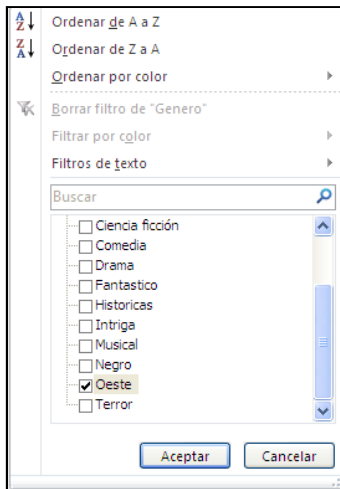 Ordenar de A a Z
Ordenar de Z a A
Ordenar por color
Borrar filtro de "Genero"
Filtrar por color
Filtros de texto
Buscar
Ciencia ficción
Comedia
Drama
Fantastico
Historicas
Intriga
Musical
Negro
Oeste
Terror
Aceptar Cancelar